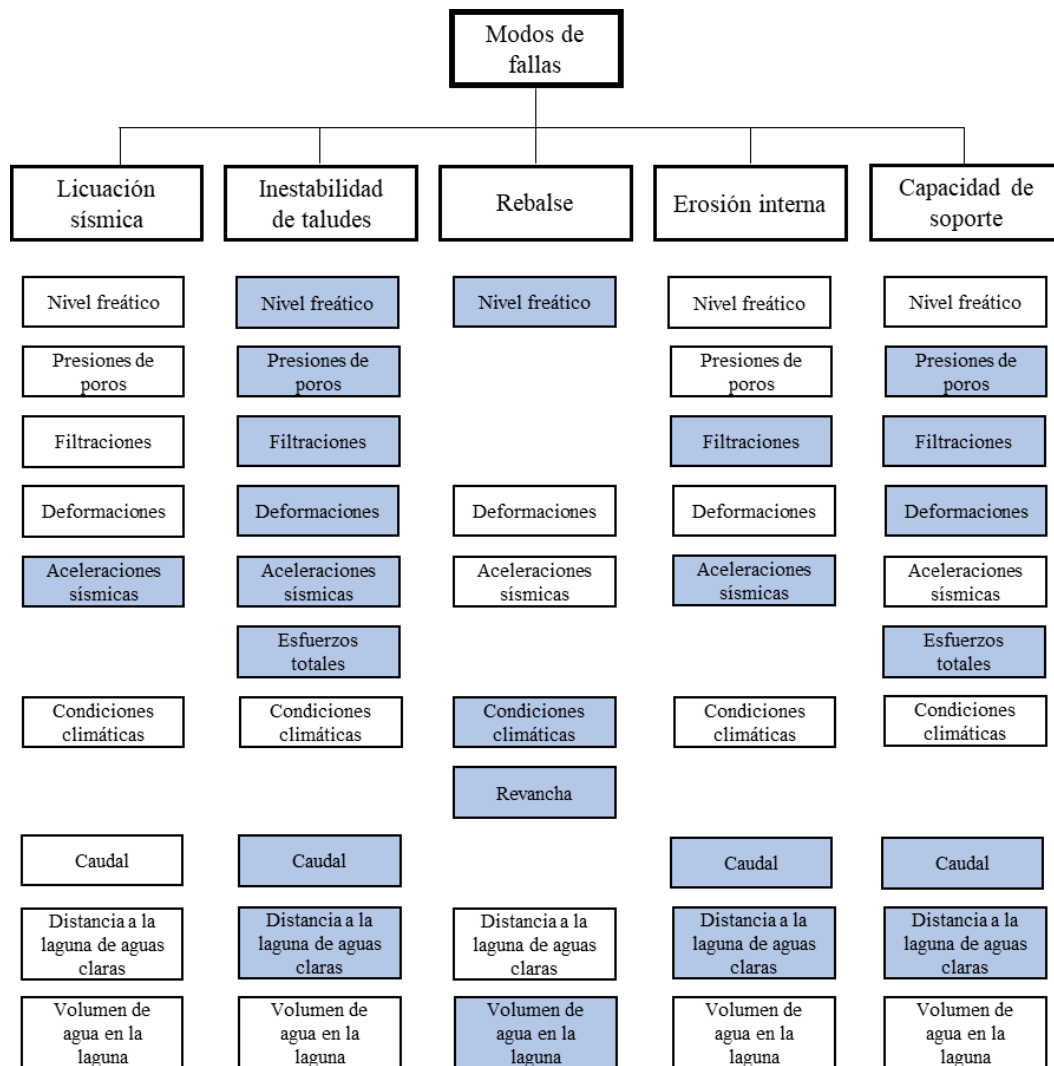 Modos de
fallas
Licuación
sísmica
Inestabilidad
de taludes
Rebalse
Erosión interna
Capacidad de
soporte
Nivel freático
Nivel freático
Nivel freático
Nivel freático
Nivel freático
Presiones de
poros
Presiones de
poros
Presiones de
poros
Presiones de
poros
Filtraciones
Filtraciones
Filtraciones
Filtraciones
Deformaciones
Deformaciones
Deformaciones
Deformaciones
Deformaciones
Aceleraciones
sísmicas
Aceleraciones
sísmicas
Aceleraciones
sísmicas
Aceleraciones
sísmicas
Aceleraciones
sísmicas
Esfuerzos
totales
Esfuerzos
totales
Condiciones
climáticas
Condiciones
climáticas
Condiciones
climáticas
Condiciones
climáticas
Condiciones
climáticas
Revancha
Caudal
Caudal
Caudal
Caudal
Distancia a la
laguna de aguas
claras
Distancia a la
laguna de aguas
claras
Distancia a la
laguna de aguas
claras
Distancia a la
laguna de aguas
claras
Distancia a la
laguna de aguas
claras
Volumen de
agua en la
laguna
Volumen de
agua en la
laguna
Volumen de
agua en la
laguna
Volumen de
agua en la
laguna
Volumen de
agua en la
laguna